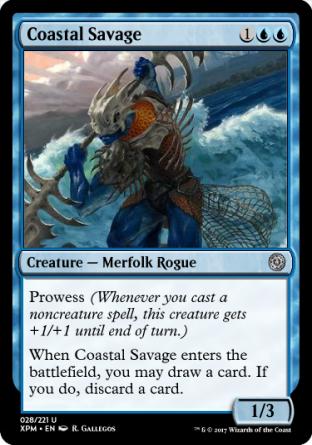 Coastal Savage 1
Creature — Merfolk Rogue
Prowess (Whenever you cast a
noncreature spell, this creature gets
+1/+1 until end of turn.)
When Coastal Savage enters the
battlefield, you may draw a card. If
you do, discard a card.
1/3
028/221 U
XPM • EN R. GALLEGOS
™ & © 2017 Wizards of the Coast